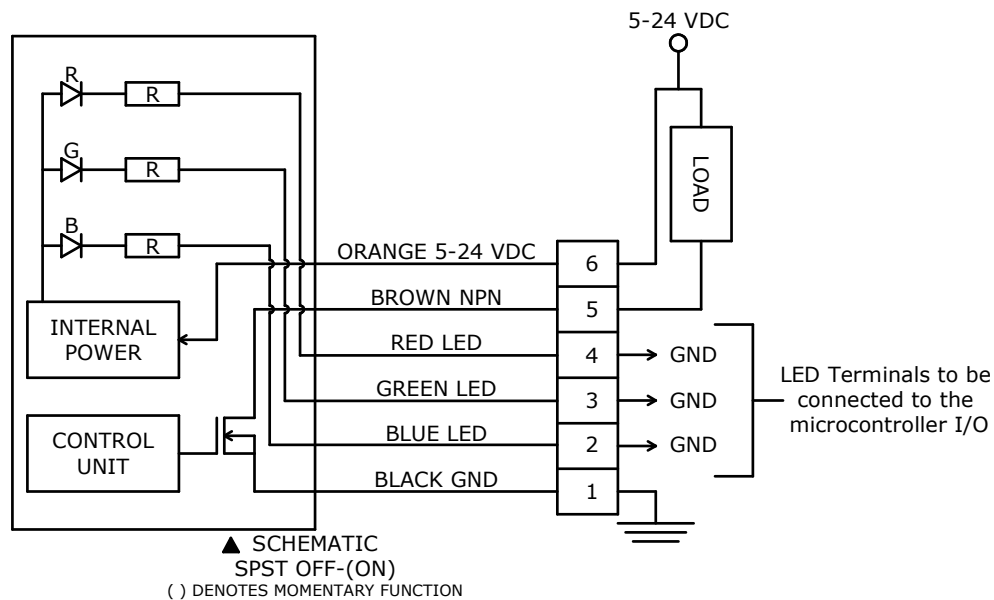 5-24 VDC
R
R
G
R
B
R
LOAD
ORANGE 5-24 VDC
6
BROWN NPN
5
INTERNAL
POWER
RED LED
4
GND
GREEN LED
3
GND
LED Terminals to be
connected to the
microcontroller I/O
CONTROL
UNIT
BLUE LED
2
GND
BLACK GND
1
▲ SCHEMATIC
SPST OFF-(ON)
( ) DENOTES MOMENTARY FUNCTION